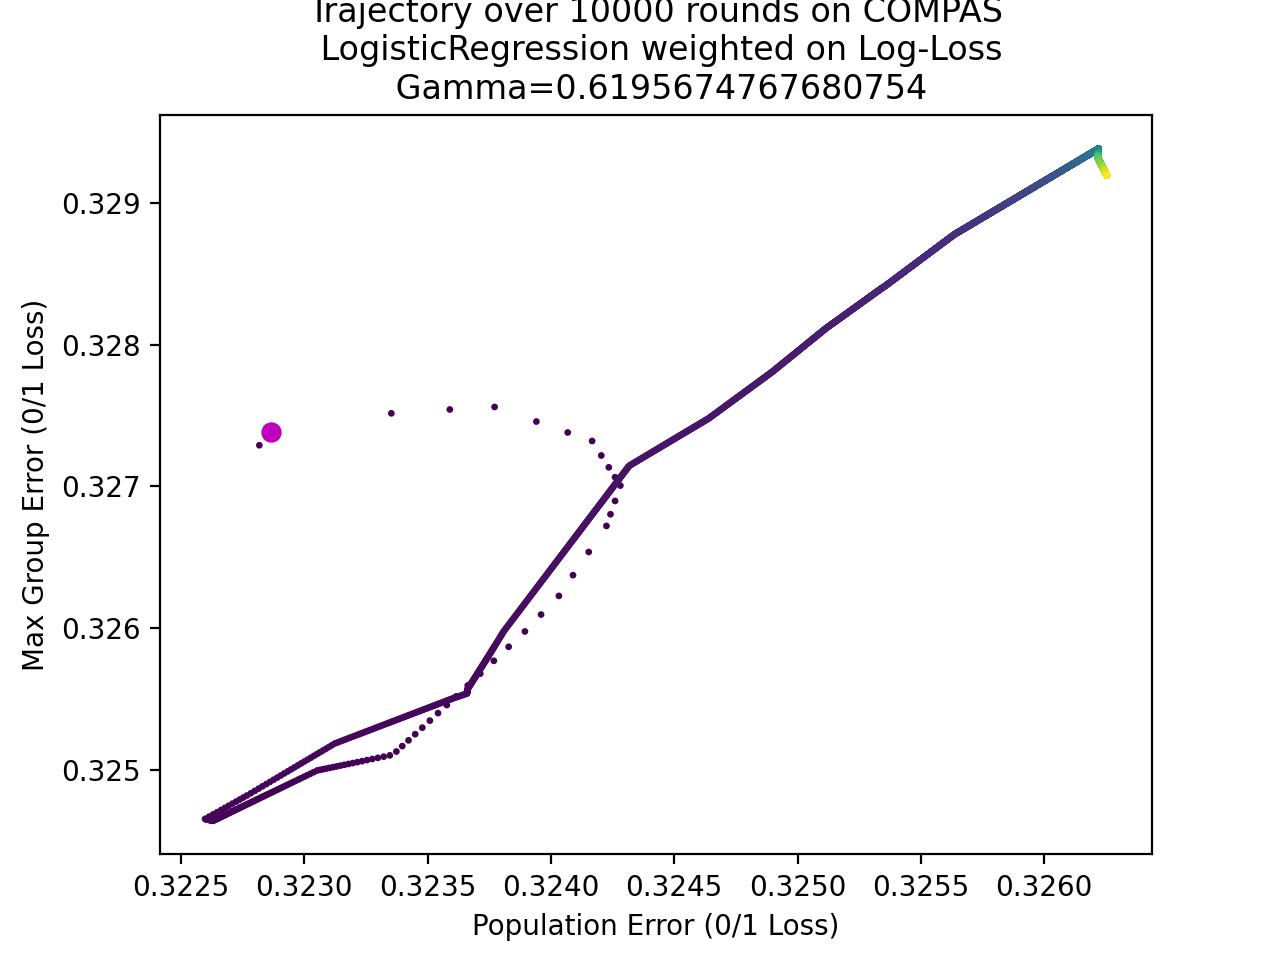 Trajectory over 10000 rounds on COMPAS
LogisticRegression weighted on Log-Loss
Gamma=0.6195674767680754
Max Group Error (0/1 Loss)
0.329
0.328
0.327
0.326
0.325
0.3225 0.3230 0.3235 0.3240 0.3245 0.3250 0.3255 0.3260
Population Error (0/1 Loss)